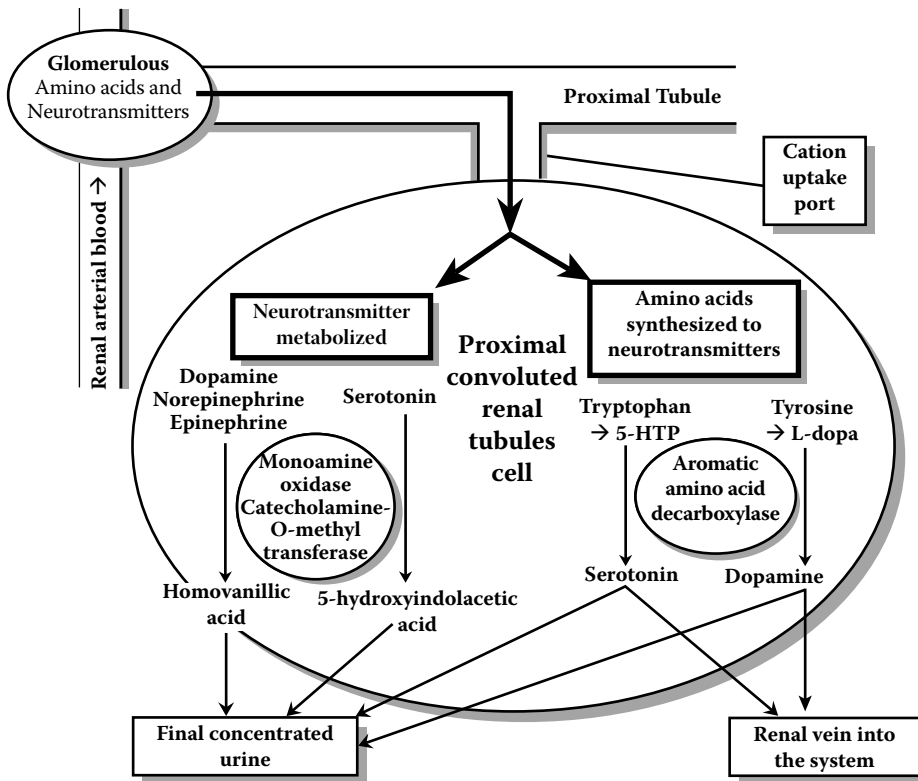 Glomerulous
Amino acids and
Neurotransmitters
Proximal Tubule
Cation
uptake
port
Renal arterial blood →
Neurotransmitter
metabolized
Amino acids
synthesized to
neurotransmitters
Proximal
convoluted
renal
tubules
cell
Dopamine
Norepinephrine
Epinephrine
Serotonin
Tryptophan
→ 5-HTP
Tyrosine
→ L-dopa
Monoamine
oxidase
Catecholamine-
O-methyl
transferase
Aromatic
amino acid
decarboxylase
Homovanillic
acid
5-hydroxyindolacetic
acid
Serotonin
Dopamine
Final concentrated
urine
Renal vein into
the system